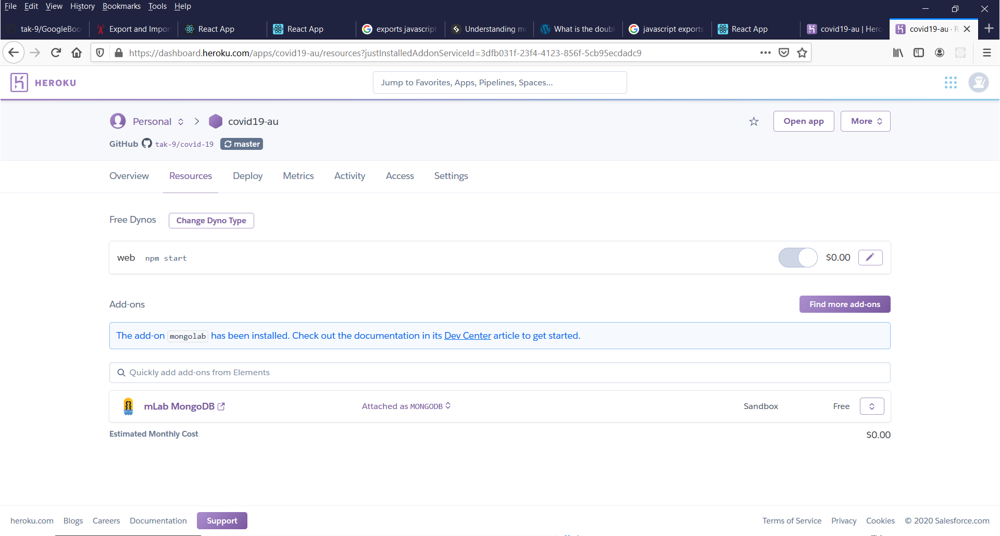 File Edit View History Bookmarks Tools Help
tak-9/GoogleBoo Export and Impor React App React App exports javascript Understanding mo What is the doubl javascript exports React App covid19-au | Hero covid19-au · R
https://dashboard.heroku.com/apps/covid19-au/resources?justInstalledAddonServiceId=3dfb031f-23f4-4123-856f-5cb95ecdadc9
HEROKU Jump to Favorites, Apps, Pipelines, Spaces...
Personal covid19-au Open app More
GitHub tak-9/covid-19 master
Overview Resources Deploy Metrics Activity Access Settings
Free Dynos Change Dyno Type
web npm start $0.00
Add-ons Find more add-ons
The add-on mongolab has been installed. Check out the documentation in its Dev Center article to get started.
Quickly add add-ons from Elements
mLab MongoDB Attached as MONGODB Sandbox Free
Estimated Monthly Cost $0.00
heroku.com Blogs Careers Documentation Support Terms of Service Privacy Cookies © 2020 Salesforce.com